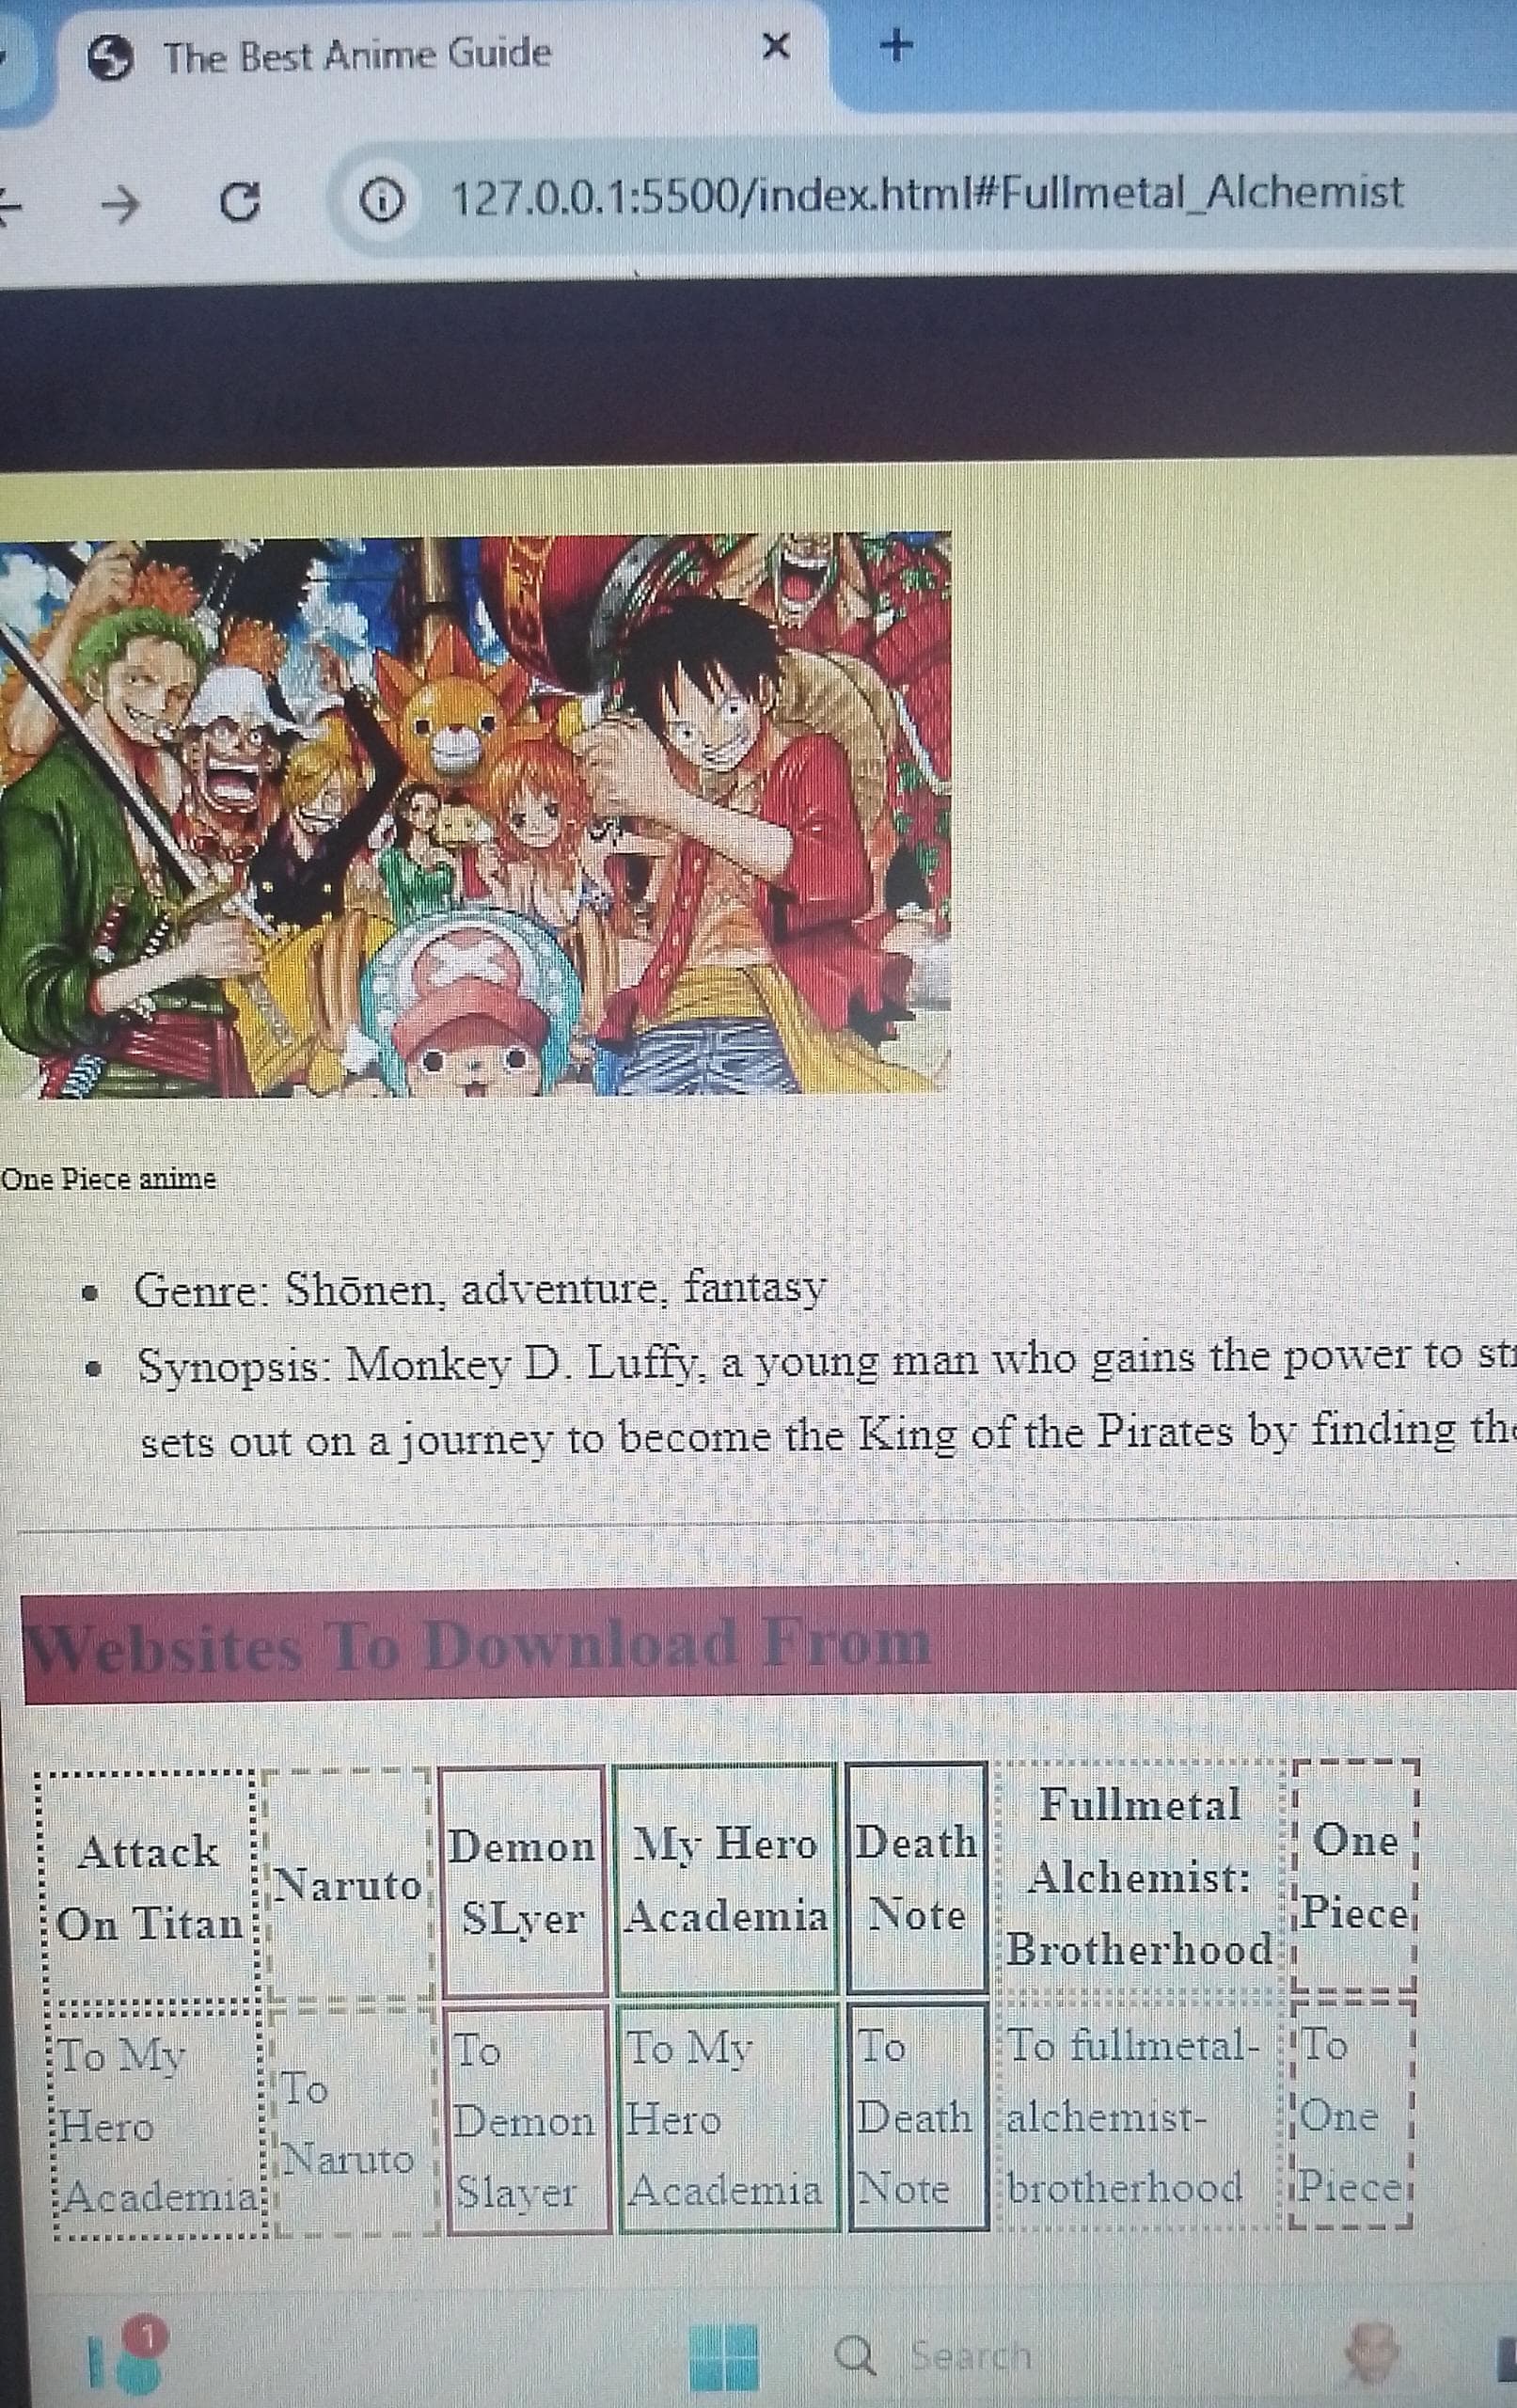 The Best Anime Guide
127.0.0.1:5500/index.html#Fullmetal_Alchemist
One Piece anime
Genre: Shōnen, adventure, fantasy
Synopsis: Monkey D. Luffy, a young man who gains the power to
sets out on a journey to become the King of the Pirates by finding
Websites To Download From
Attack On Titan
Naruto
Demon SLyer
My Hero Academia
Death Note
Fullmetal Alchemist: Brotherhood
One Piece
To My Hero Academia
To Naruto
To Demon Slayer
To My Hero Academia
To Death Note
To fullmetal-alchemist-brotherhood
To One Piece
1
Search